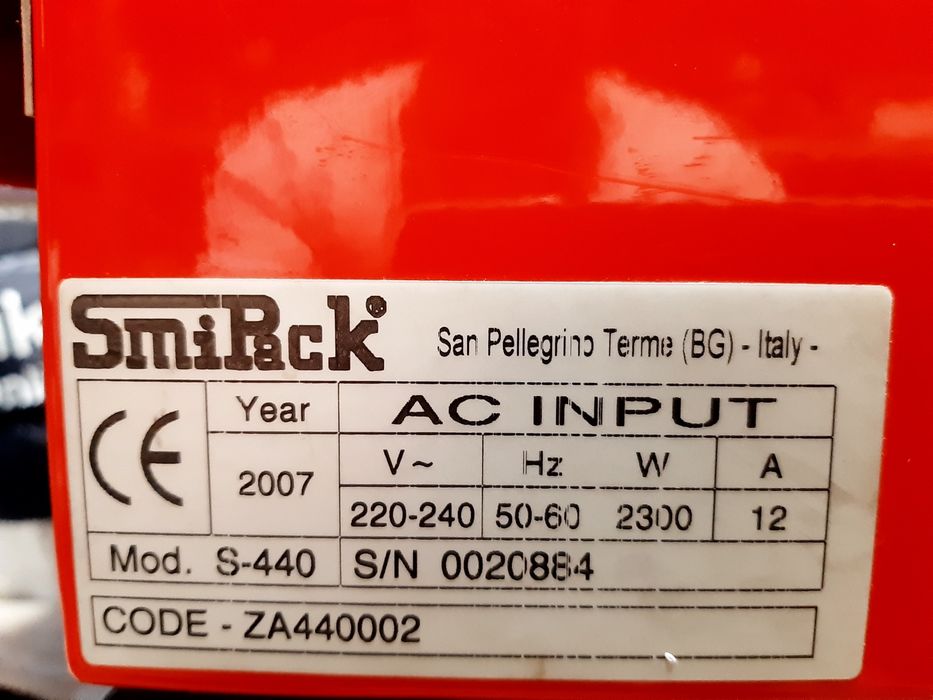 SmiPack®
San Pellegrino Terme (BG) - Italy -
CE
Year
AC INPUT
2007
V~ Hz W A
220-240 50-60 2300 12
Mod. S-440 S/N 0020884
CODE - ZA440002